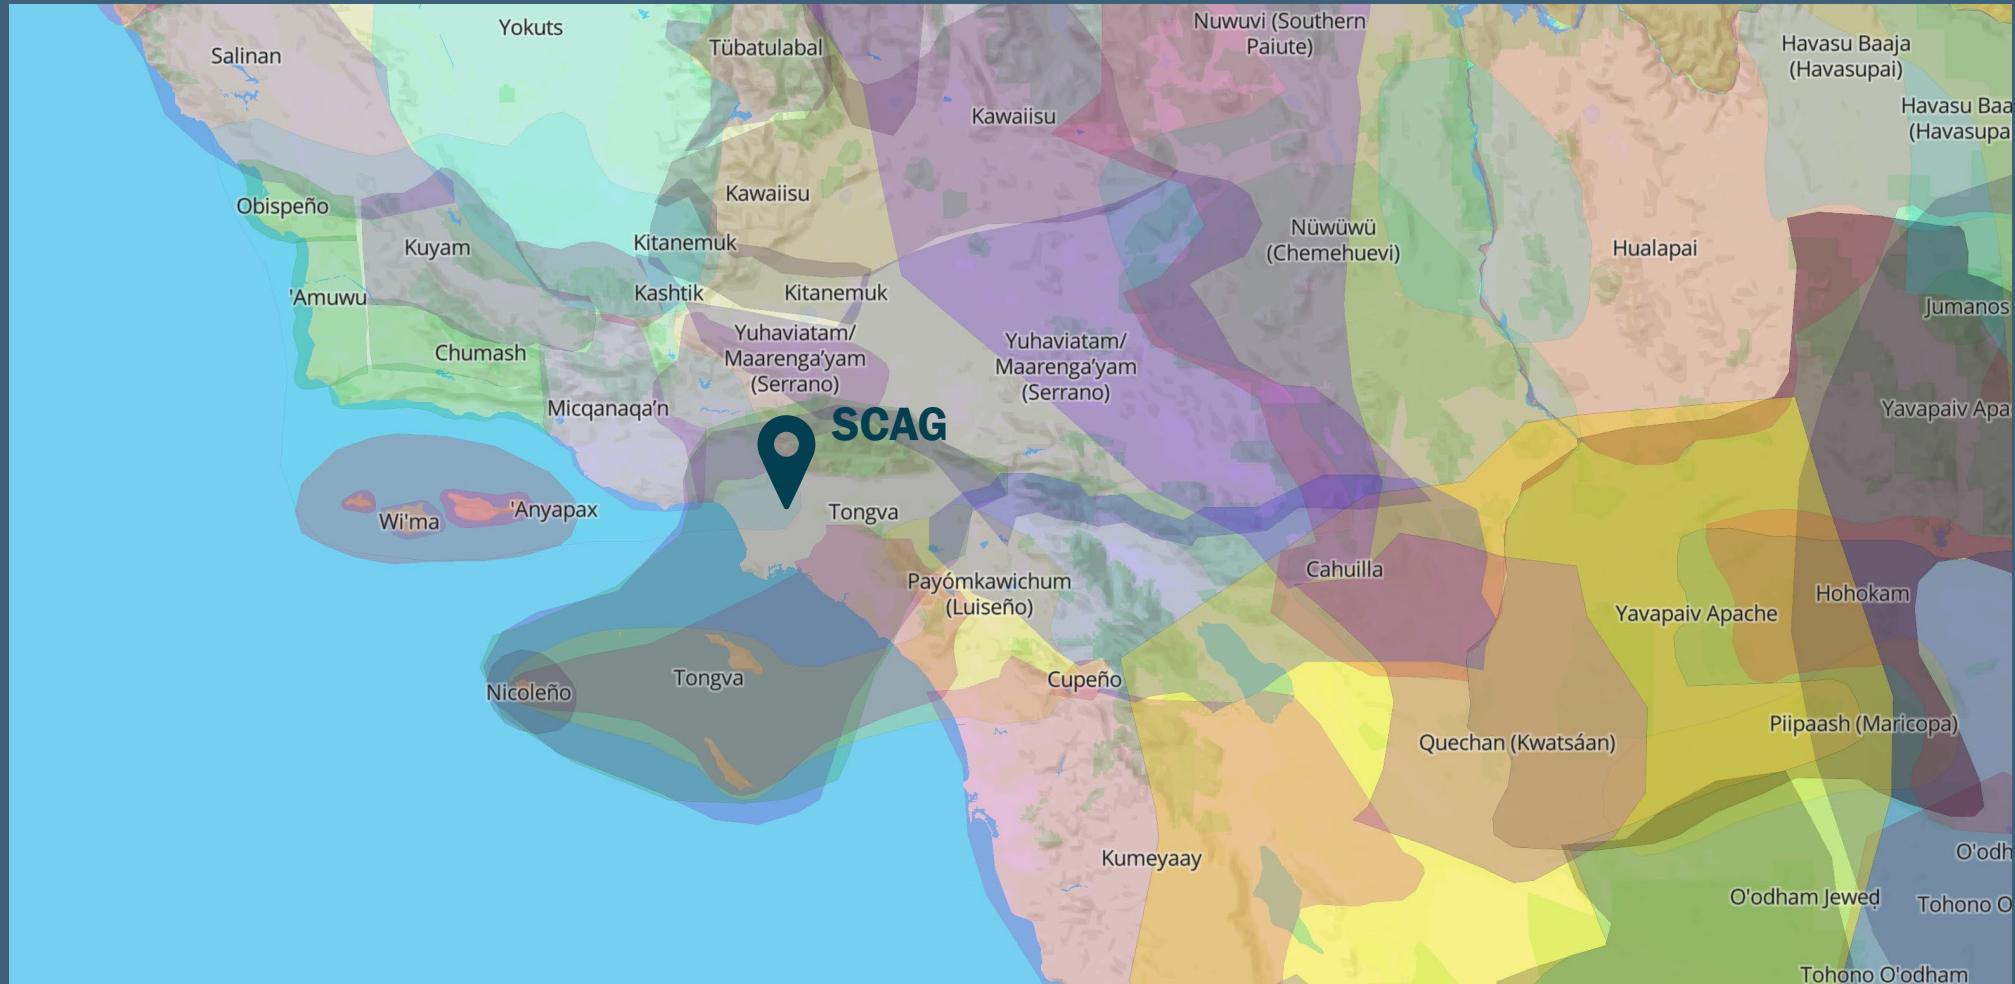 Yokuts
Nuwuvi (Southern
Paiute)
Tübatulabal
Salinan
Havasu Baaja
(Havasupai)
Kawaiisu
Havasu Baa
(Havasupa
Kawaiisu
Obispeño
Kuyam
Kitanemuk
Nüwüwü
(Chemehuevi)
Hualapai
'Amuwu
Kashtik
Kitanemuk
Jumanos
Yuhaviatam/
Maarenga'yam
(Serrano)
Yuhaviatam/
Maarenga'yam
(Serrano)
Chumash
Micqanaqa'n
SCAG
Yavapaiv Apa
Wi'ma
'Anyapax
Tongva
Cahuilla
Payómkawichum
(Luiseño)
Yavapaiv Apache
Hohokam
Nicoleño
Tongva
Cupeño
Quechan (Kwatsáan)
Piipaash (Maricopa)
Kumeyaay
O'odh
O'odham Jeweḍ
Tohono O
Tohono O'odham